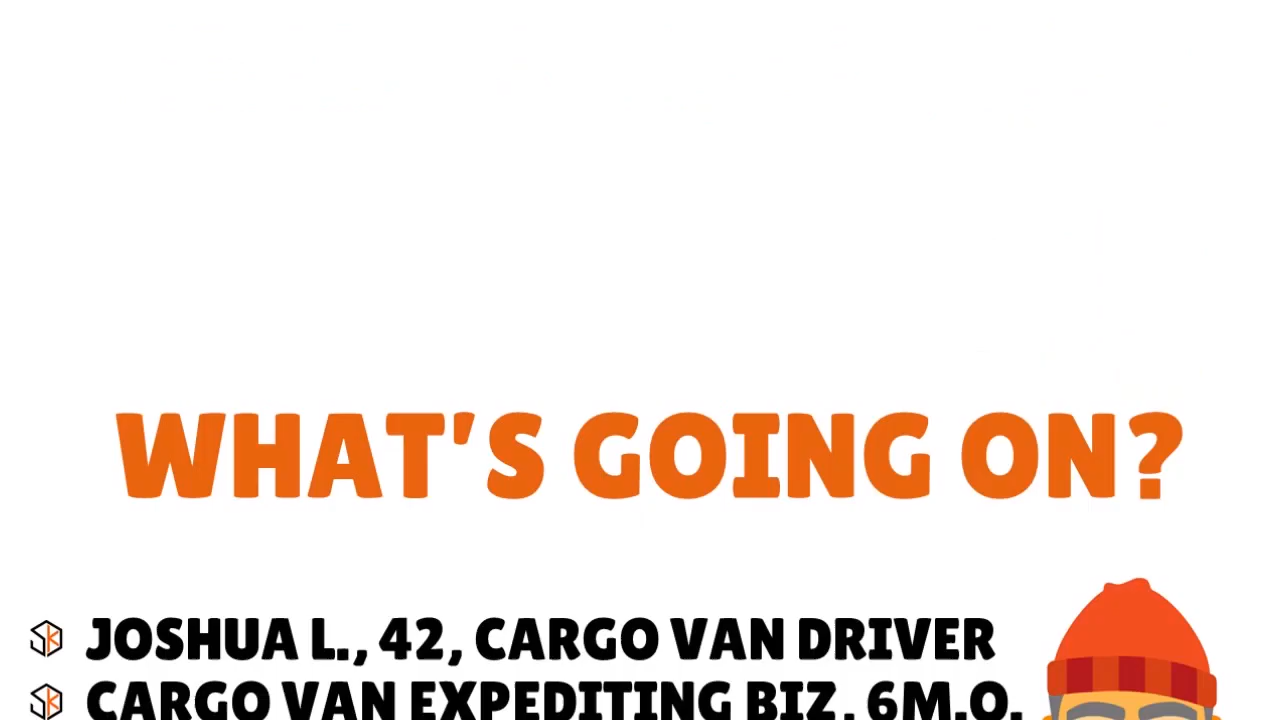 WHAT'S GOING ON?
JOSHUA L., 42, CARGO VAN DRIVER
CARGO VAN EXPEDITING BIZ, 6M.O.